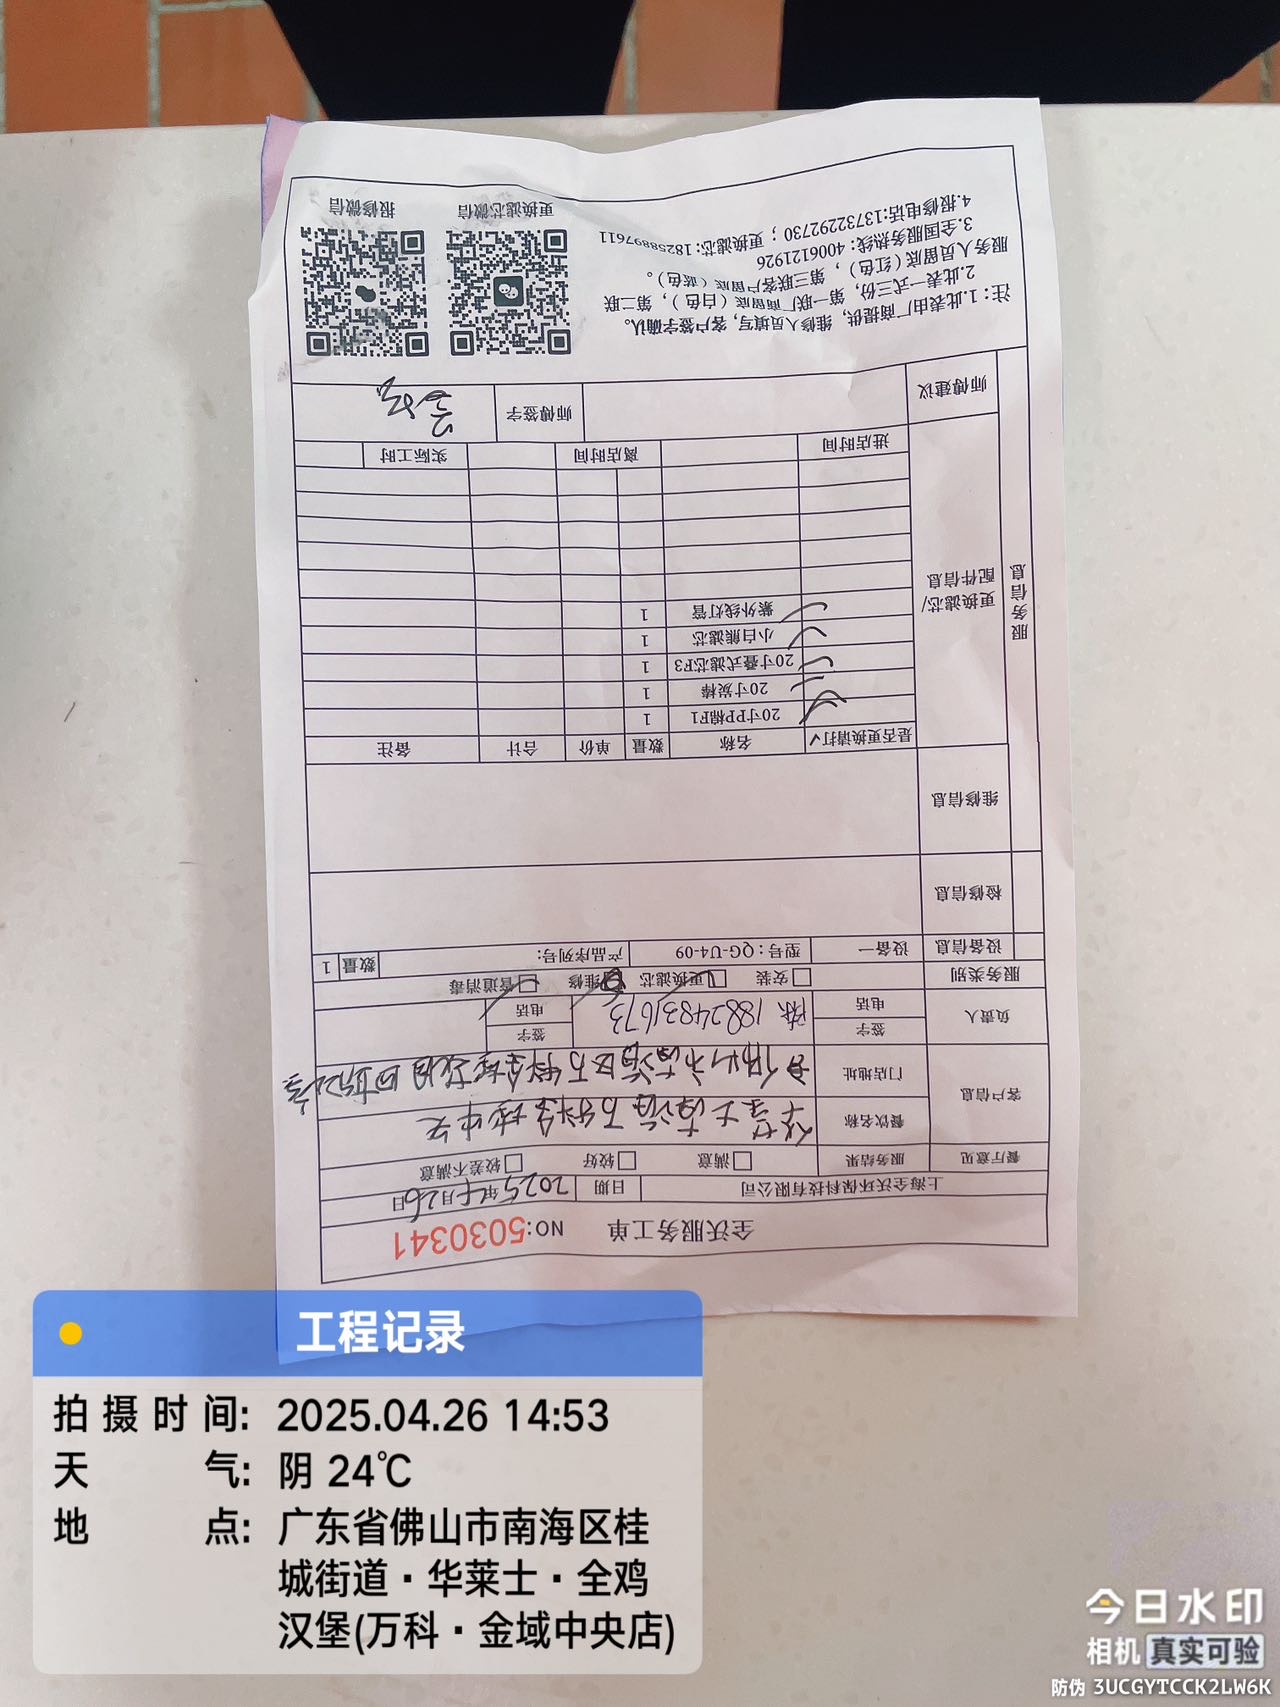 全沃服务工单 NO:5030341
上海全沃环保科技有限公司 日期 2025年4月26日
餐厅意见 服务结果 满意 较好 较差不满意
客户信息 餐饮名称 华莱士南海万科金域中央
门店地址 佛山市南海区万科金域花园四期
负责人 签字 陈 18824831673 签字
电话 电话
服务类别 安装 更换滤芯 维修 管道消毒
设备信息 设备一 型号:QG-U4-09 产品序列号: 数量 1
检修信息
维修信息
服务信息
更换滤芯/配件信息
是否更换请打✓ 名称 数量 单价 合计 备注
✓ 20寸PP棉F1 1
✓ 20寸炭棒 1
✓ 20寸叠式滤芯F3 1
✓ 小白熊滤芯 1
✓ 紫外线灯管 1
进店时间 离店时间 实际工时
师傅建议 师傅签字
注:1.此表由厂商提供,维修人员填写,客户签字确认。
2.此表一式三份,第一联厂商留底(白色),第二联
服务人员留底(红色),第三联客户留底(蓝色)。
3.全国服务热线:4006121926
4.报修电话:13732292730;更换滤芯:18258897611
更换滤芯微信 报修微信
工程记录
拍摄时间: 2025.04.26 14:53
天气: 阴 24℃
地点: 广东省佛山市南海区桂
城街道·华莱士·全鸡
汉堡(万科·金域中央店)
今日水印
相机 真实可验
防伪 3UCGYTCCK2LW6K